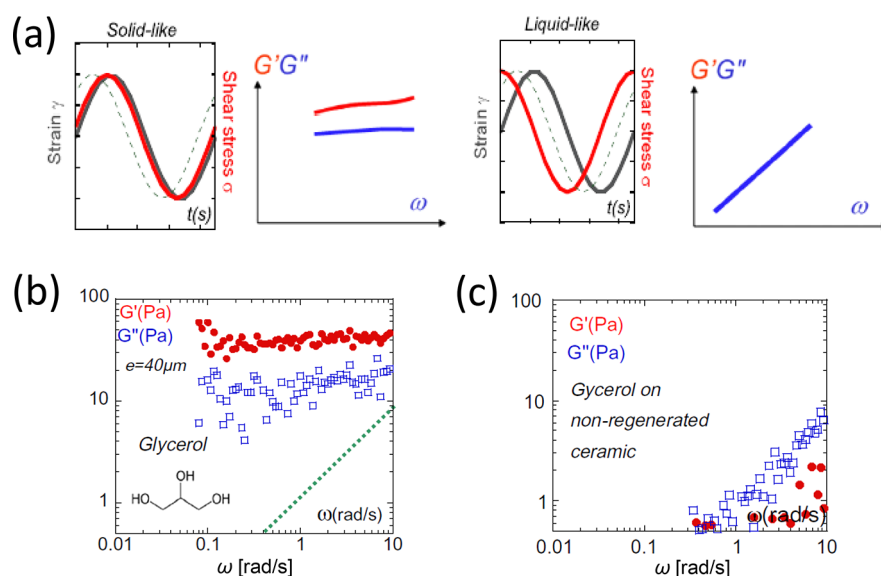 (a)
Solid-like
Strain γ
Shear stress σ
t(s)
G'G"
ω
Liquid-like
Strain γ
Shear stress σ
t(s)
G'G"
ω
(b)
100
10
1
G'(Pa)
G"(Pa)
e=40µm
Glycerol
OH
HO
OH
ω(rad/s)
0.01
0.1
1
10
ω [rad/s]
(c)
100
10
1
G'(Pa)
G"(Pa)
Gycerol on
non-regenerated
ceramic
ω(rad/s)
0.01
0.1
1
10
ω [rad/s]